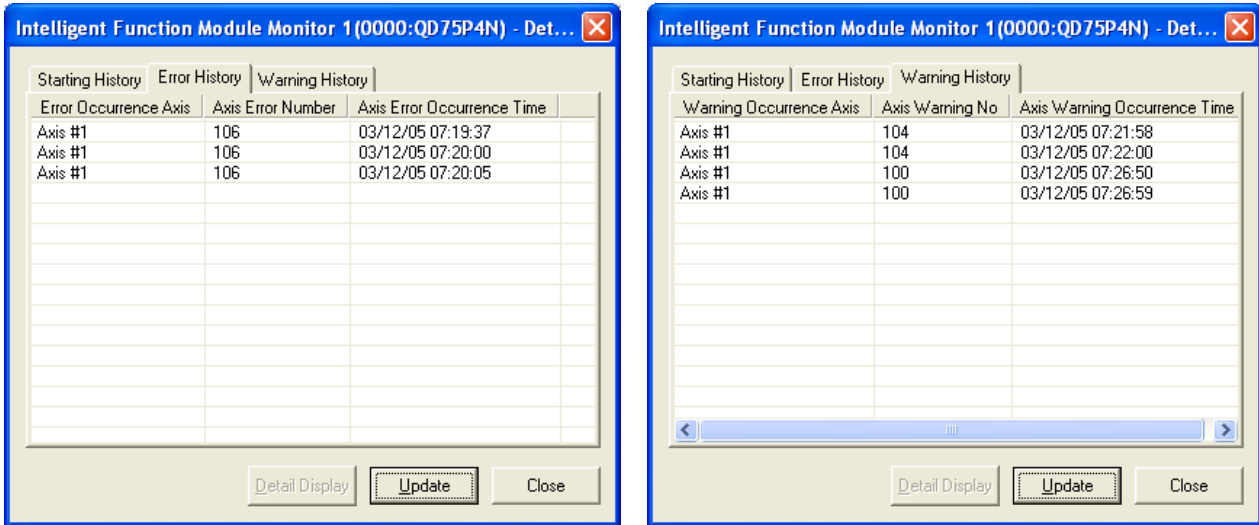 Intelligent Function Module Monitor 1(0000:QD75P4N) - Det...
Starting History Error History Warning History
Error Occurrence Axis Axis Error Number Axis Error Occurrence Time
Axis #1 106 03/12/05 07:19:37
Axis #1 106 03/12/05 07:20:00
Axis #1 106 03/12/05 07:20:05
Detail Display Update Close
Intelligent Function Module Monitor 1(0000:QD75P4N) - Det...
Starting History Error History Warning History
Warning Occurrence Axis Axis Warning No Axis Warning Occurrence Time
Axis #1 104 03/12/05 07:21:58
Axis #1 104 03/12/05 07:22:00
Axis #1 100 03/12/05 07:26:50
Axis #1 100 03/12/05 07:26:59
Detail Display Update Close